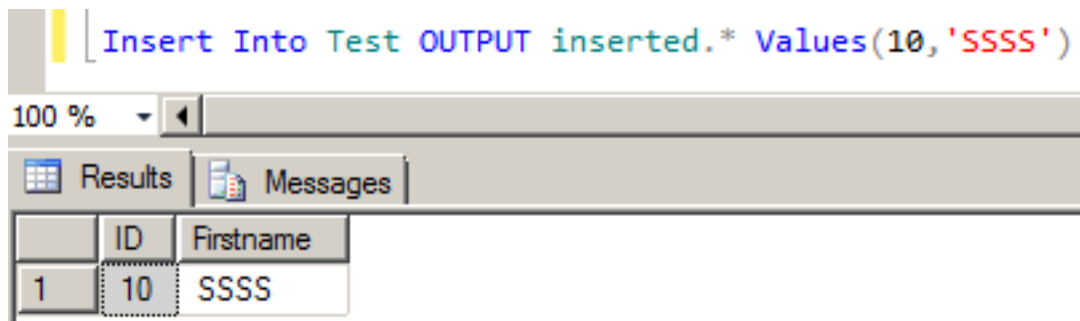 Insert Into Test OUTPUT inserted.* Values(10,'SSSS')
100 %
Results Messages
ID Firstname
1 10 SSSS